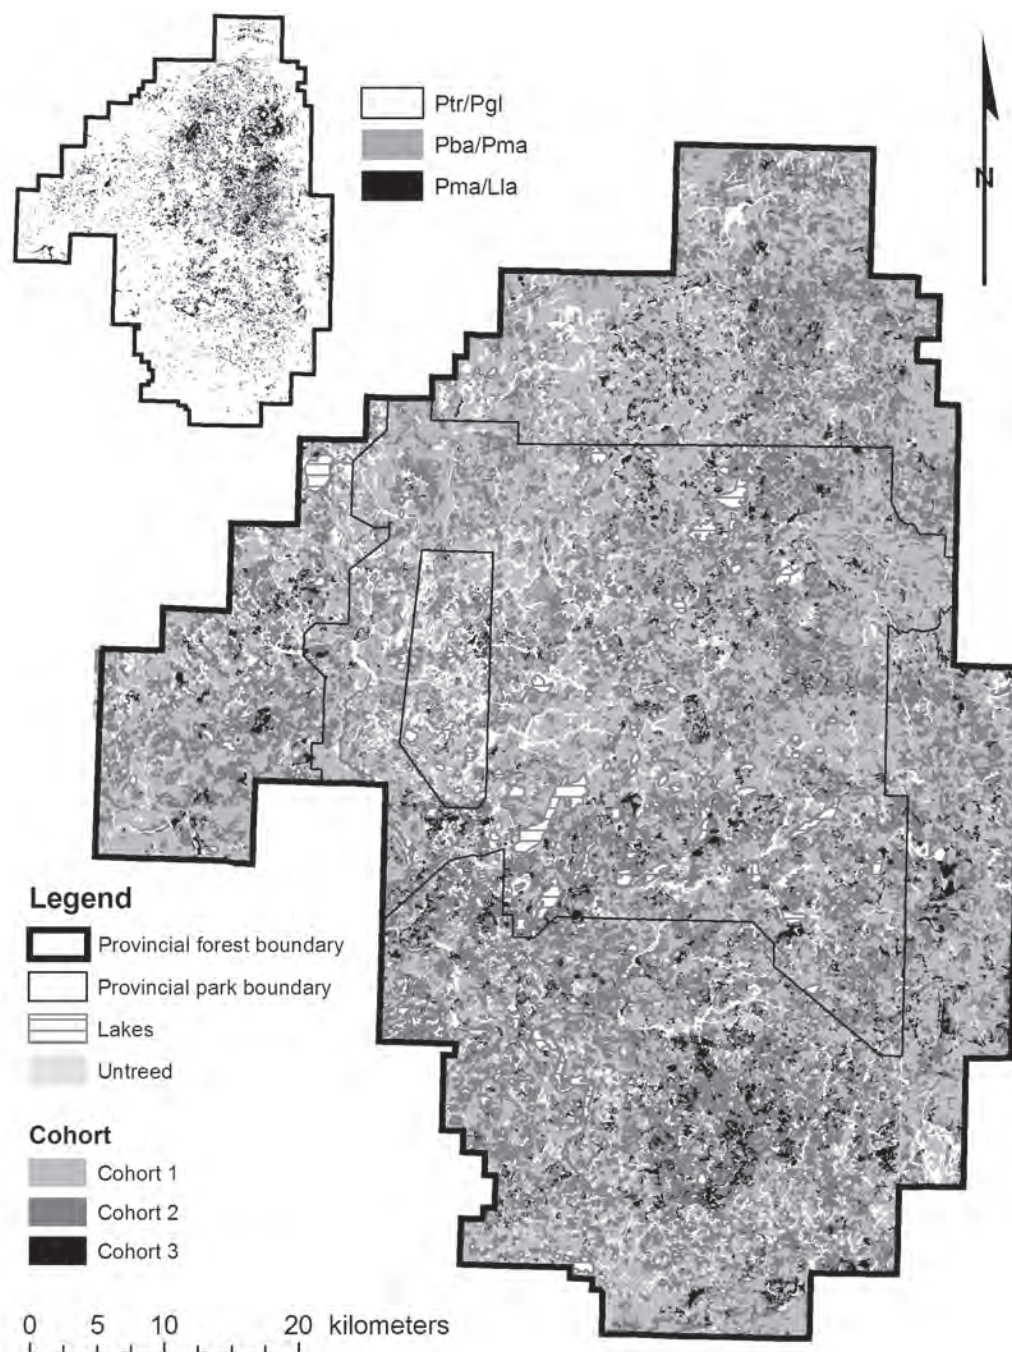 Ptr/Pgl
Pba/Pma
Pma/Lla
N
Legend
Provincial forest boundary
Provincial park boundary
Lakes
Untreed
Cohort
Cohort 1
Cohort 2
Cohort 3
0 5 10 20 kilometers